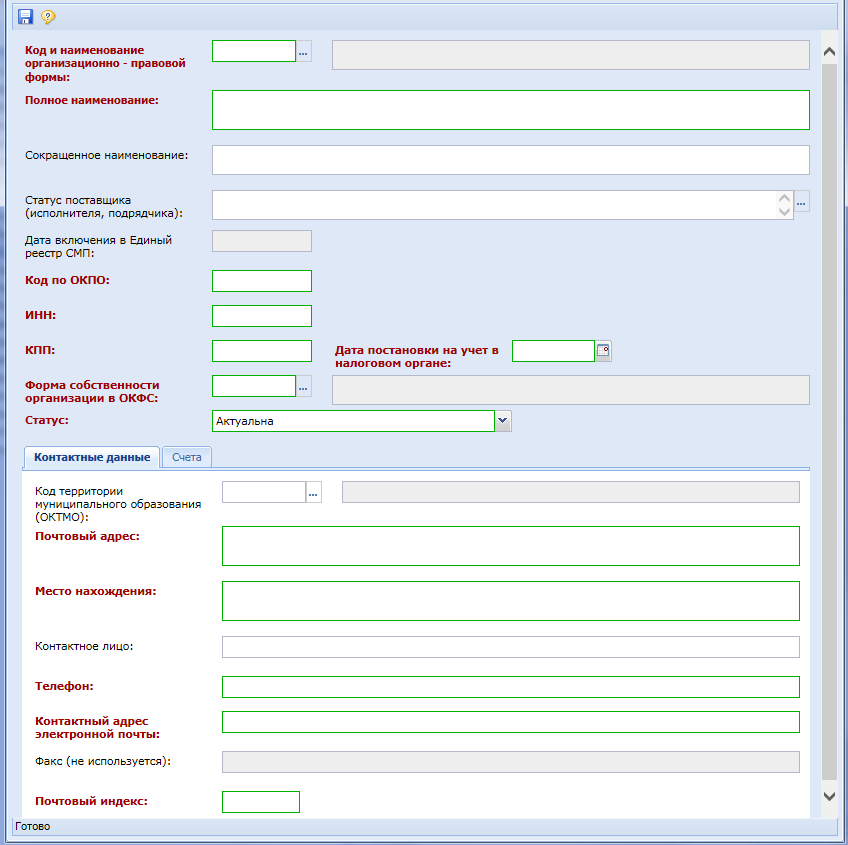 Код и наименование
организационно - правовой
формы:
...
Полное наименование:
Сокращенное наименование:
Статус поставщика
(исполнителя, подрядчика):
...
Дата включения в Единый
реестр СМП:
Код по ОКПО:
ИНН:
КПП:
Дата постановки на учет в
налоговом органе:
Форма собственности
организации в ОКФС:
...
Статус:
Актуальна
Контактные данные
Счета
Код территории
муниципального образования
(ОКТМО):
...
Почтовый адрес:
Место нахождения:
Контактное лицо:
Телефон:
Контактный адрес
электронной почты:
Факс (не используется):
Почтовый индекс:
Готово